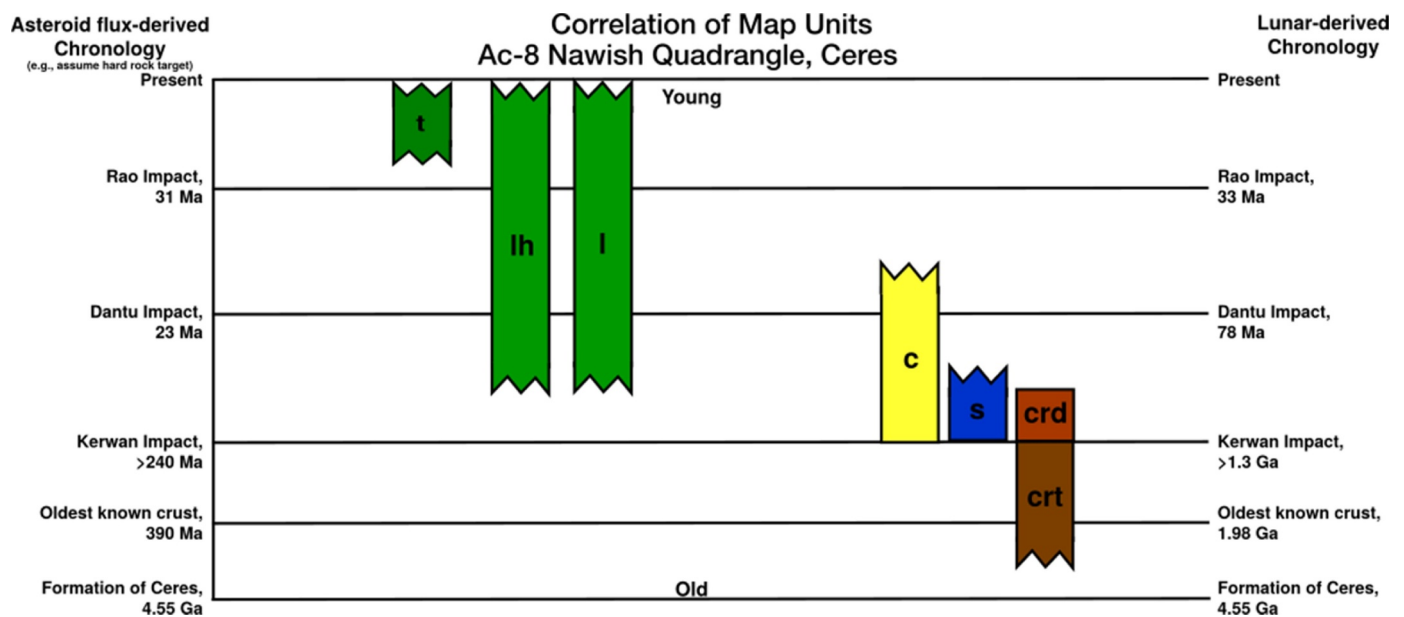 Asteroid flux-derived
Chronology
(e.g., assume hard rock target)
Correlation of Map Units
Ac-8 Nawish Quadrangle, Ceres
Lunar-derived
Chronology
Present
Present
Young
t
Rao Impact,
31 Ma
Rao Impact,
33 Ma
lh
l
Dantu Impact,
23 Ma
Dantu Impact,
78 Ma
c
s
crd
Kerwan Impact,
>240 Ma
Kerwan Impact,
>1.3 Ga
crt
Oldest known crust,
390 Ma
Oldest known crust,
1.98 Ga
Formation of Ceres,
4.55 Ga
Old
Formation of Ceres,
4.55 Ga